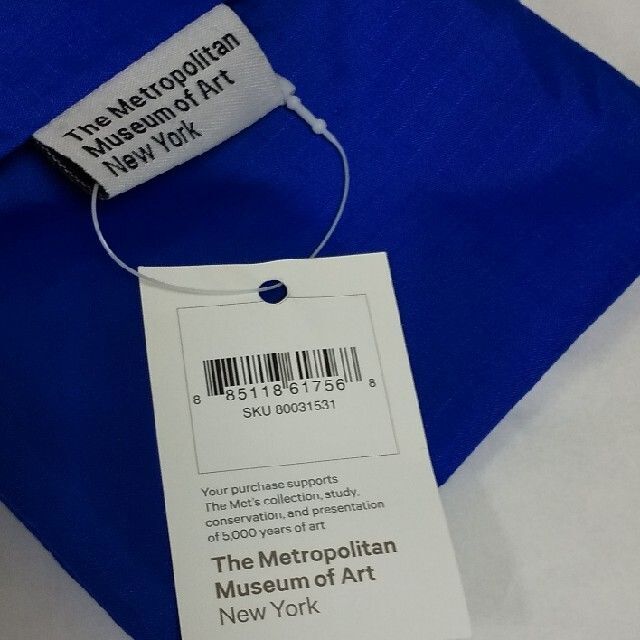 The Metropolitan
Museum of Art
New York
8 85118 61756 8
SKU 80031531
Your purchase supports
The Met's collection, study,
conservation, and presentation
of 5,000 years of art
The Metropolitan
Museum of Art
New York